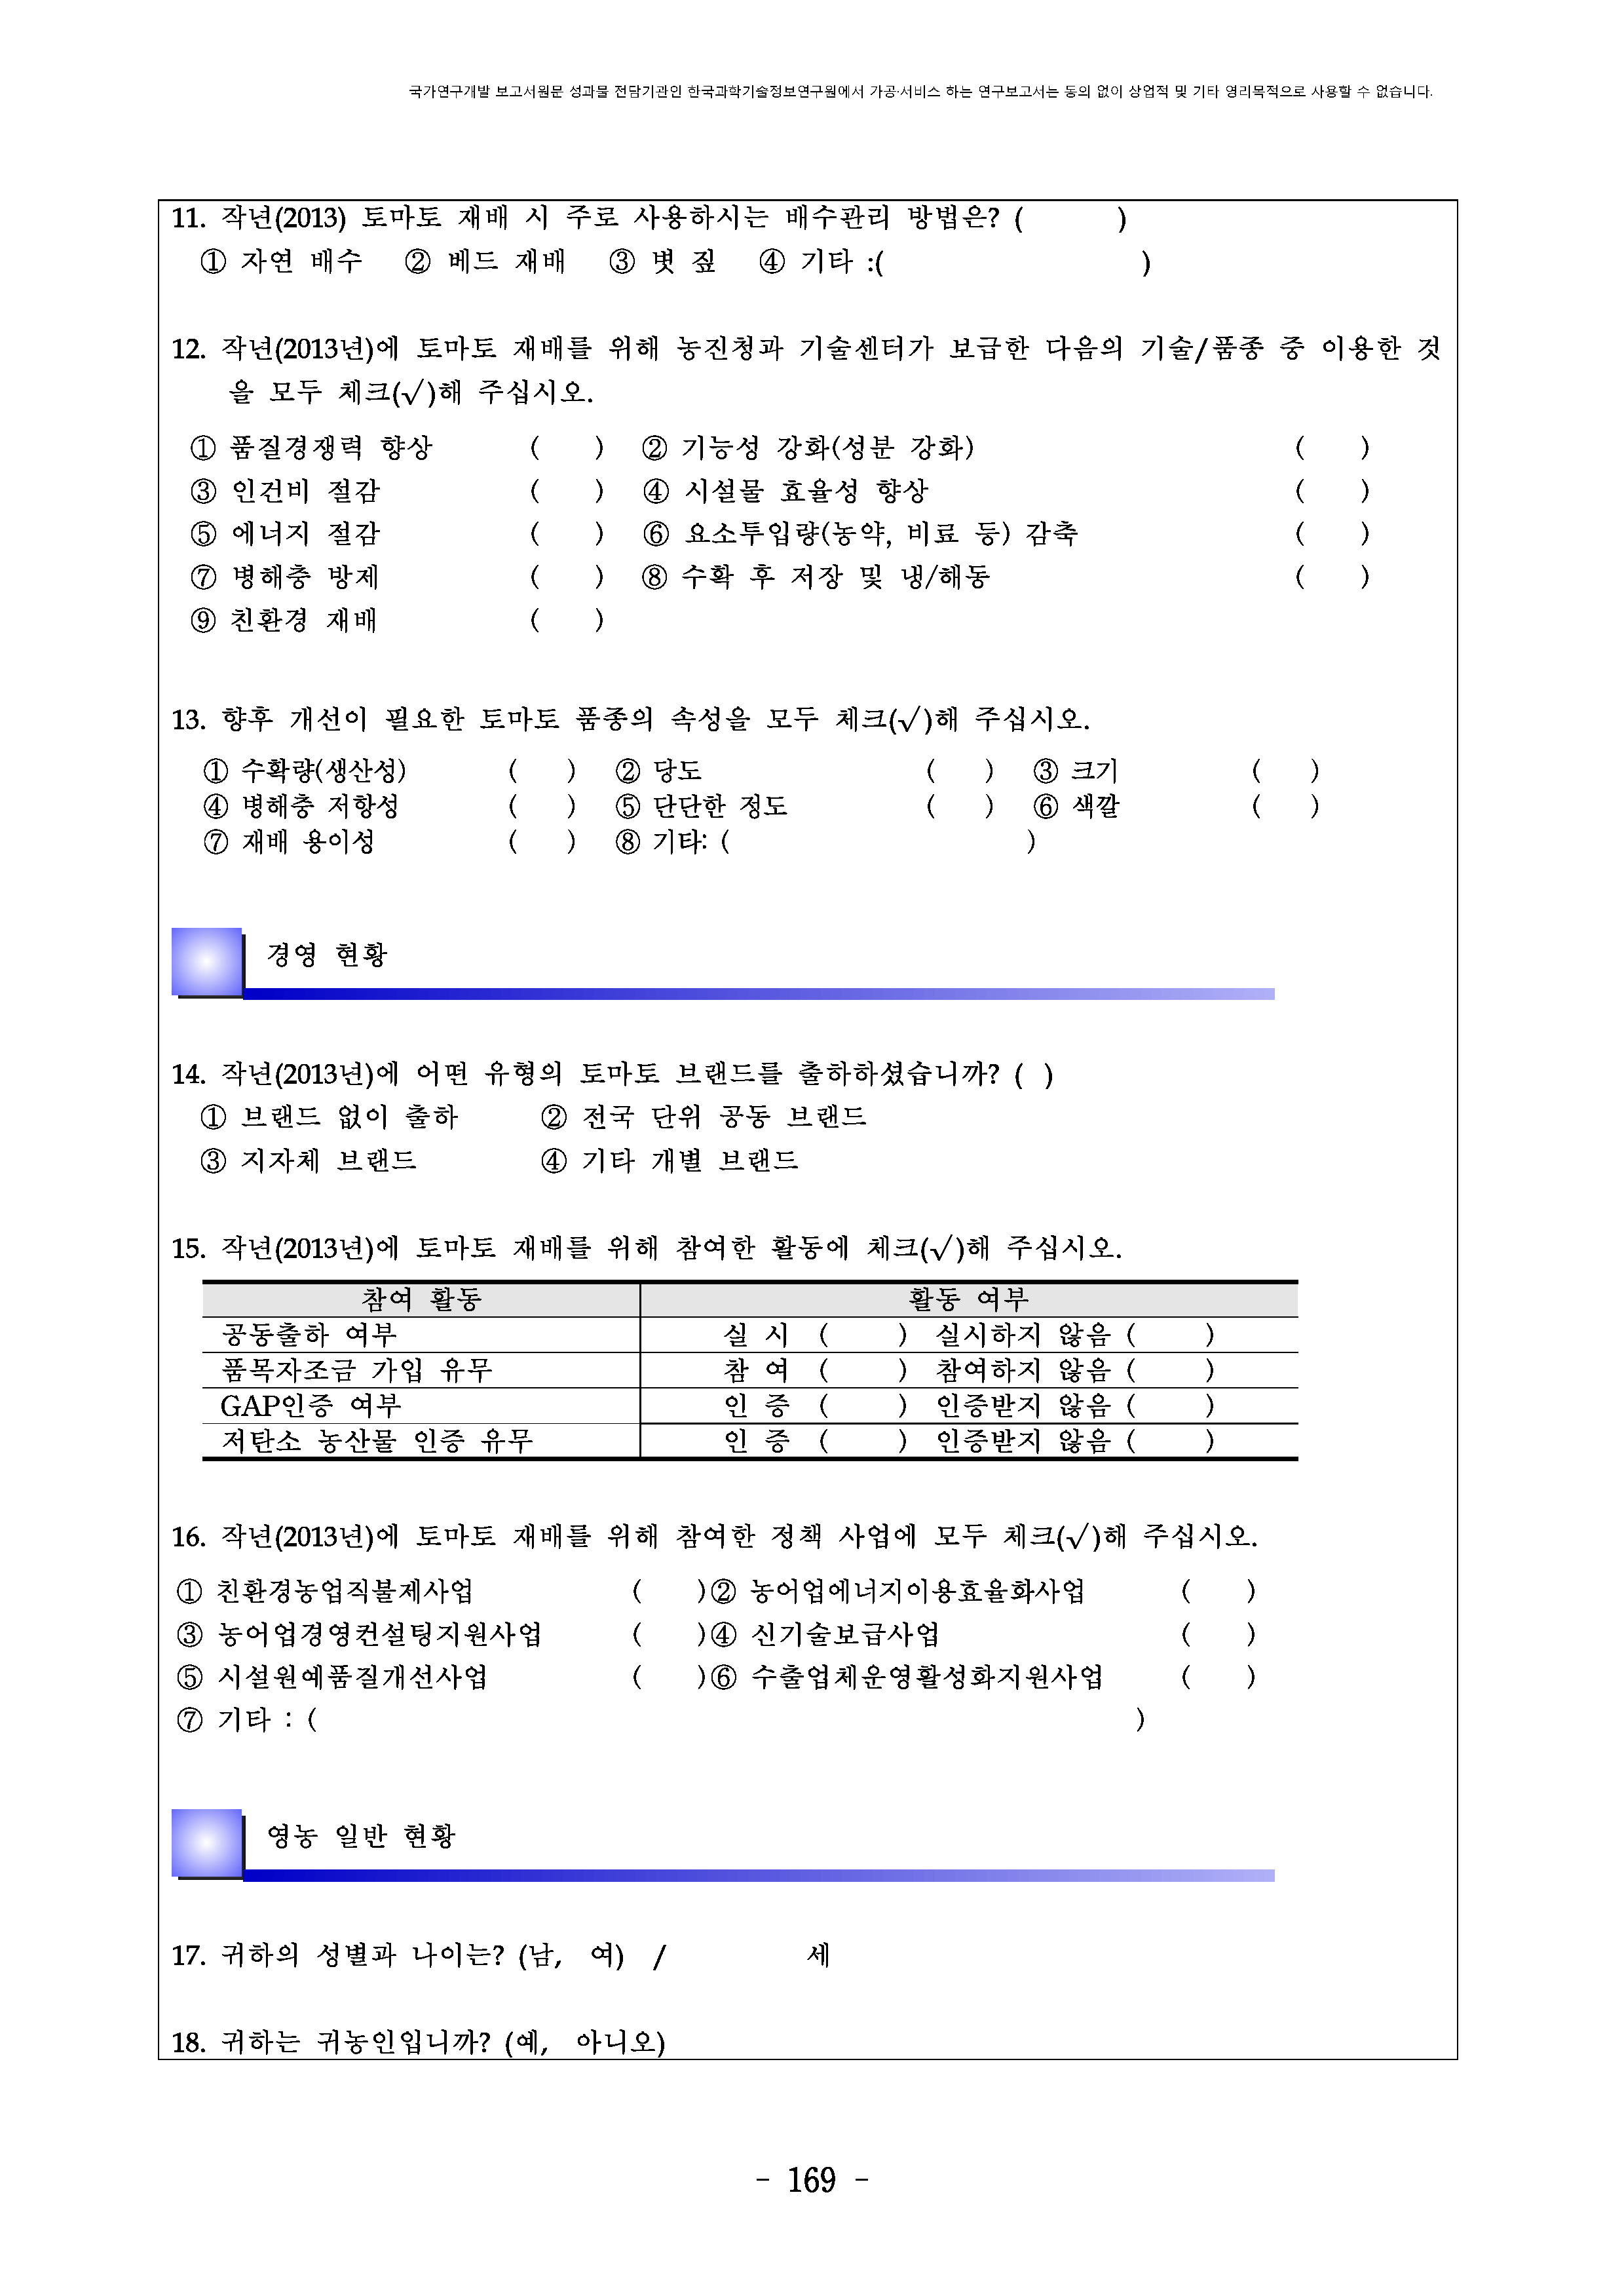 국가연구개발 보고서원문 성과물 전담기관인 한국과학기술정보연구원에서 가공·서비스 하는 연구보고서는 동의 없이 상업적 및 기타 영리목적으로 사용할 수 없습니다.
11. 작년(2013) 토마토 재배 시 주로 사용하시는 배수관리 방법은? (        )
① 자연 배수  ② 베드 재배  ③ 볏 짚  ④ 기타 :(                    )
12. 작년(2013년)에 토마토 재배를 위해 농진청과 기술센터가 보급한 다음의 기술/품종 중 이용한 것
을 모두 체크(√)해 주십시오.
① 품질경쟁력 향상 (    ) ② 기능성 강화(성분 강화) (    )
③ 인건비 절감 (    ) ④ 시설물 효율성 향상 (    )
⑤ 에너지 절감 (    ) ⑥ 요소투입량(농약, 비료 등) 감축 (    )
⑦ 병해충 방제 (    ) ⑧ 수확 후 저장 및 냉/해동 (    )
⑨ 친환경 재배 (    )
13. 향후 개선이 필요한 토마토 품종의 속성을 모두 체크(√)해 주십시오.
① 수확량(생산성) (    ) ② 당도 (    ) ③ 크기 (    )
④ 병해충 저항성 (    ) ⑤ 단단한 정도 (    ) ⑥ 색깔 (    )
⑦ 재배 용이성 (    ) ⑧ 기타: (                    )
경영 현황
14. 작년(2013년)에 어떤 유형의 토마토 브랜드를 출하하셨습니까? (  )
① 브랜드 없이 출하  ② 전국 단위 공동 브랜드
③ 지자체 브랜드  ④ 기타 개별 브랜드
15. 작년(2013년)에 토마토 재배를 위해 참여한 활동에 체크(√)해 주십시오.
참여 활동 활동 여부
공동출하 여부 실 시 (    ) 실시하지 않음 (    )
품목자조금 가입 유무 참 여 (    ) 참여하지 않음 (    )
GAP인증 여부 인 증 (    ) 인증받지 않음 (    )
저탄소 농산물 인증 유무 인 증 (    ) 인증받지 않음 (    )
16. 작년(2013년)에 토마토 재배를 위해 참여한 정책 사업에 모두 체크(√)해 주십시오.
① 친환경농업직불제사업 (    )② 농어업에너지이용효율화사업 (    )
③ 농어업경영컨설팅지원사업 (    )④ 신기술보급사업 (    )
⑤ 시설원예품질개선사업 (    )⑥ 수출업체운영활성화지원사업 (    )
⑦ 기타 : (                    )
영농 일반 현황
17. 귀하의 성별과 나이는? (남,  여)  /          세
18. 귀하는 귀농인입니까? (예,  아니오)
- 169 -